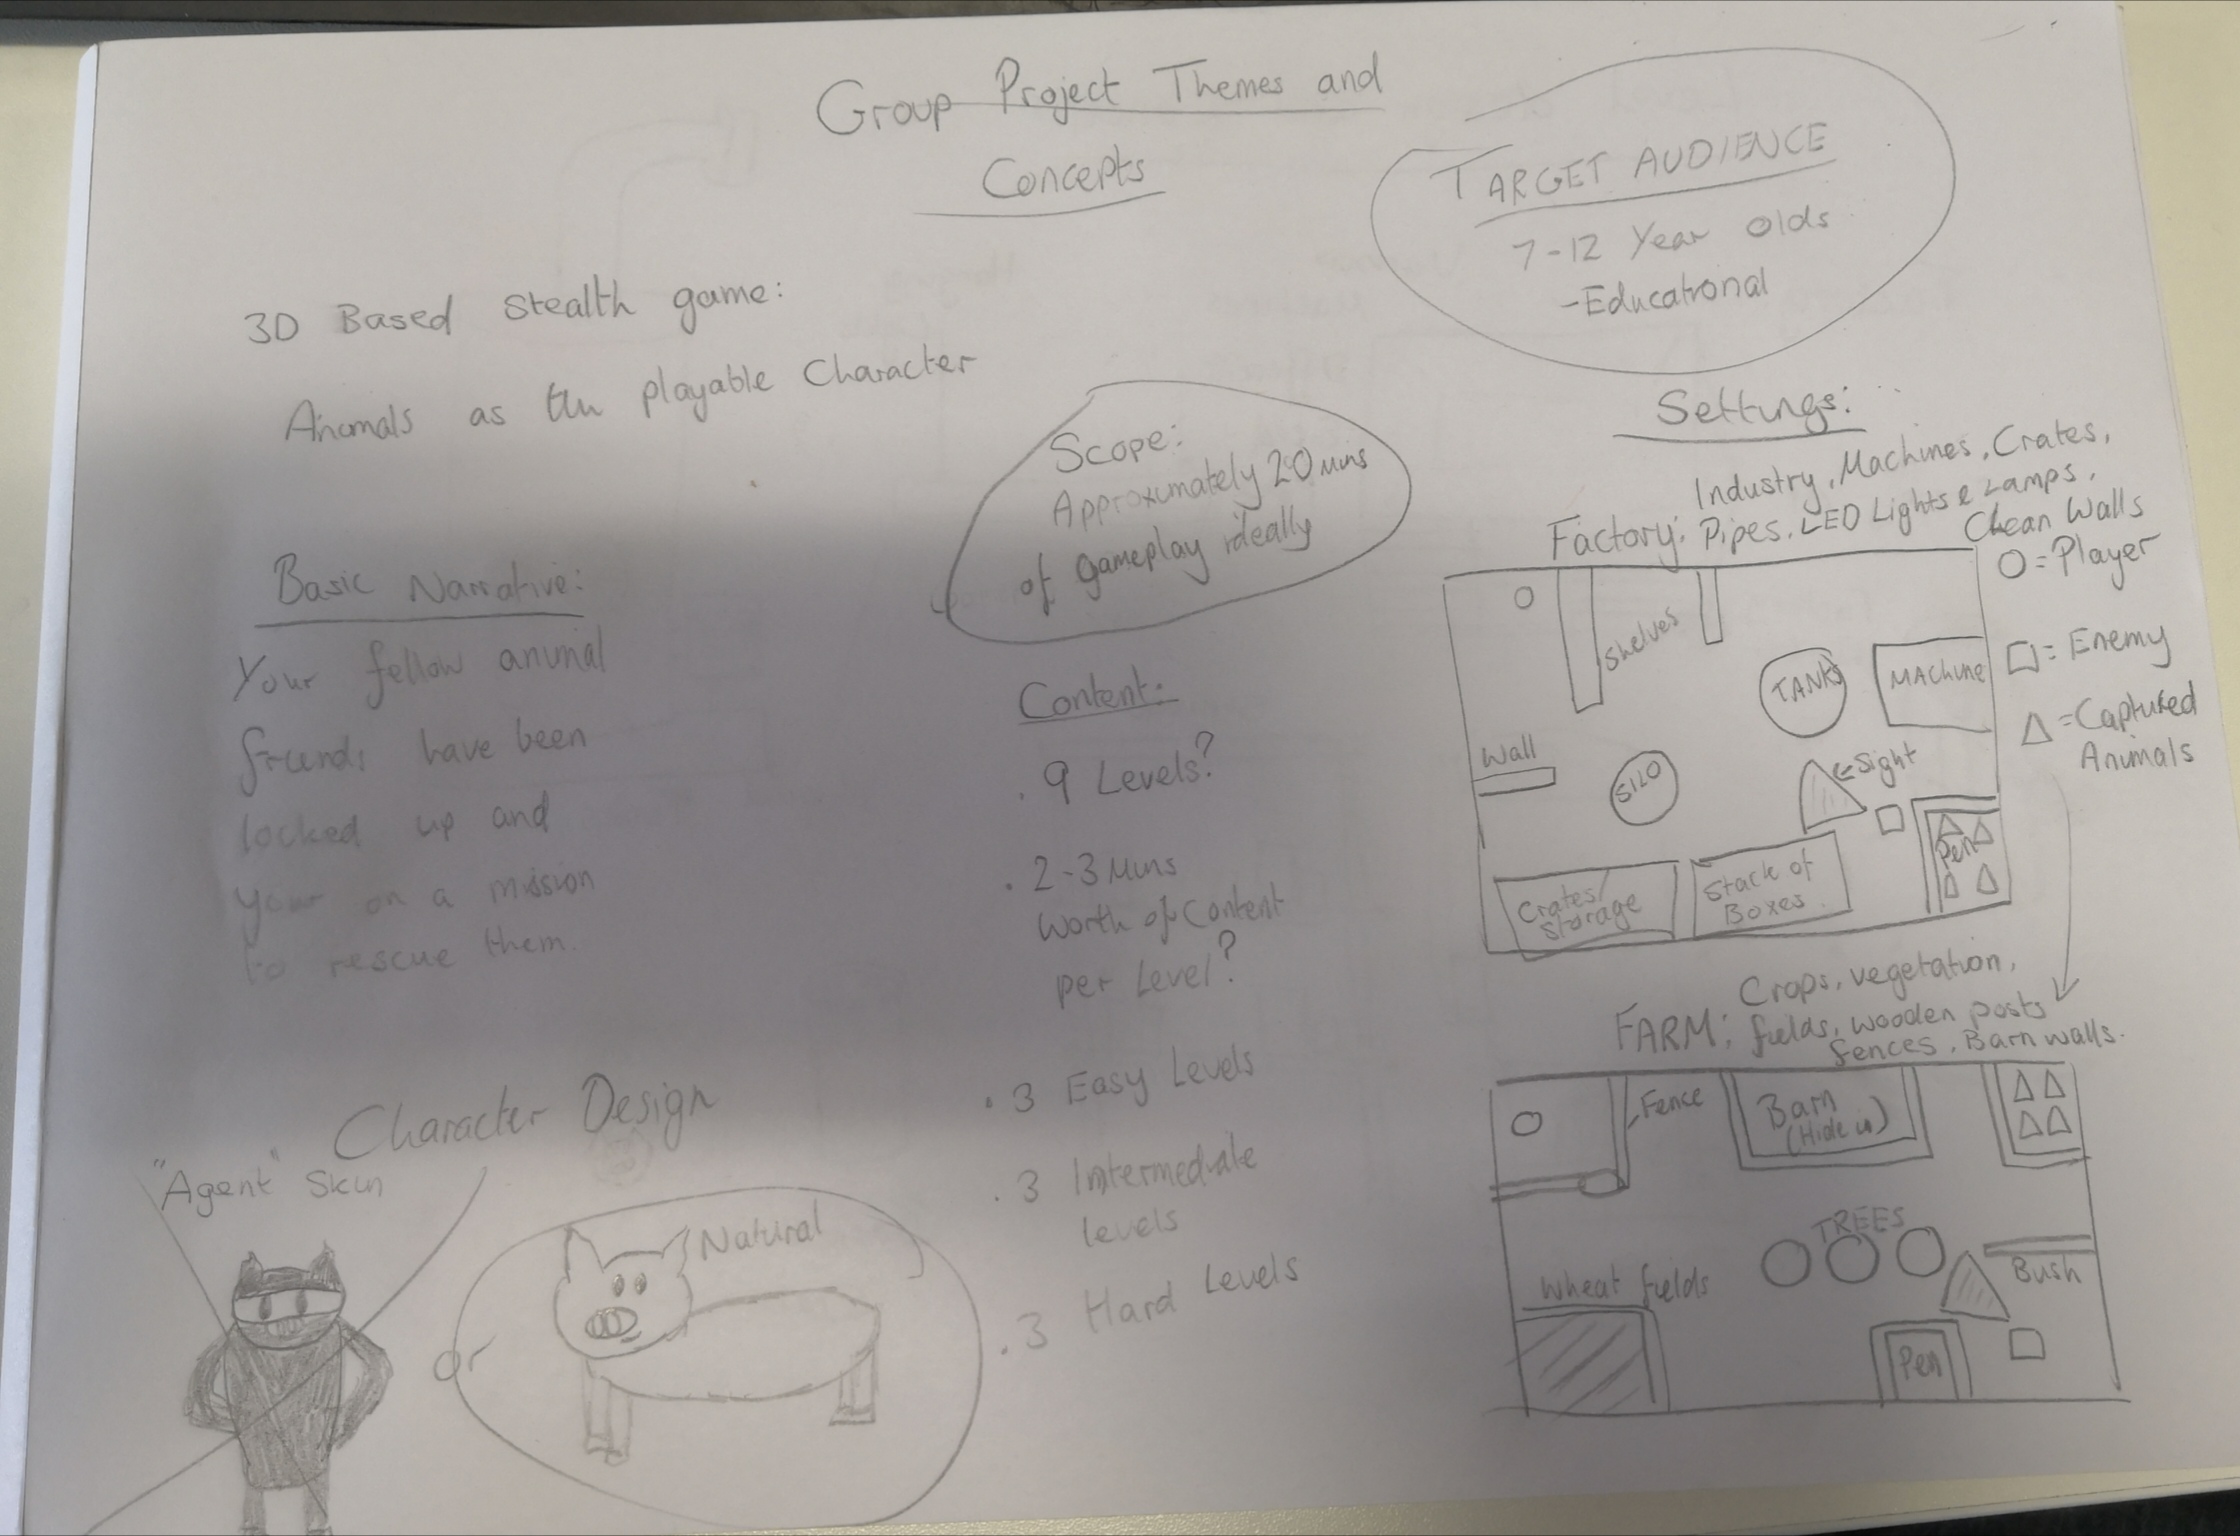 Group Project Themes and
Concepts
TARGET AUDIENCE
7-12 Year olds
-Educational
3D Based Stealth game:
Animals as the playable Character
Scope:
Approximately 20 mins
of gameplay ideally
Basic Narrative:
Your fellow animal
friends have been
locked up and
your on a mission
to rescue them.
Content:
. 9 Levels?
. 2-3 Mins
Worth of Content
per Level?
. 3 Easy Levels
. 3 Intermediate
levels
. 3 Hard Levels
Character Design
"Agent" Skin
or
Natural
Settings:
Industry, Machines, Crates,
Factory: Pipes, LED Lights & Lamps,
Clean Walls
O = Player
□ = Enemy
△ = Captured
Animals
Shelves
TANKS
MAchine
Wall
SILO
<- Sight
Pen
Crates/
Storage
Stack of
Boxes
Crops, vegetation,
FARM: fields, wooden posts
fences, Barn walls.
Fence
Barn
(Hide in)
TREES
Wheat fields
Bush
Pen